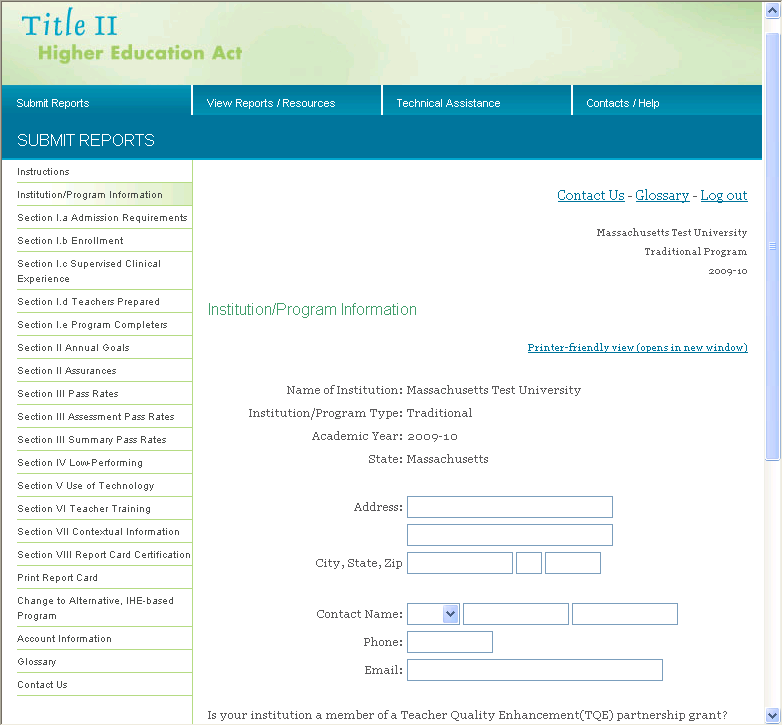 Title II
Higher Education Act
Submit Reports
View Reports / Resources
Technical Assistance
Contacts / Help
SUBMIT REPORTS
Instructions
Institution/Program Information
Section I.a Admission Requirements
Section I.b Enrollment
Section I.c Supervised Clinical
Experience
Section I.d Teachers Prepared
Section I.e Program Completers
Section II Annual Goals
Section II Assurances
Section III Pass Rates
Section III Assessment Pass Rates
Section III Summary Pass Rates
Section IV Low-Performing
Section V Use of Technology
Section VI Teacher Training
Section VII Contextual Information
Section VIII Report Card Certification
Print Report Card
Change to Alternative, IHE-based
Program
Account Information
Glossary
Contact Us
Contact Us - Glossary - Log out
Massachusetts Test University
Traditional Program
2009-10
Institution/Program Information
Printer-friendly view (opens in new window)
Name of Institution: Massachusetts Test University
Institution/Program Type: Traditional
Academic Year: 2009-10
State: Massachusetts
Address:
City, State, Zip
Contact Name:
Phone:
Email:
Is your institution a member of a Teacher Quality Enhancement(TQE) partnership grant?